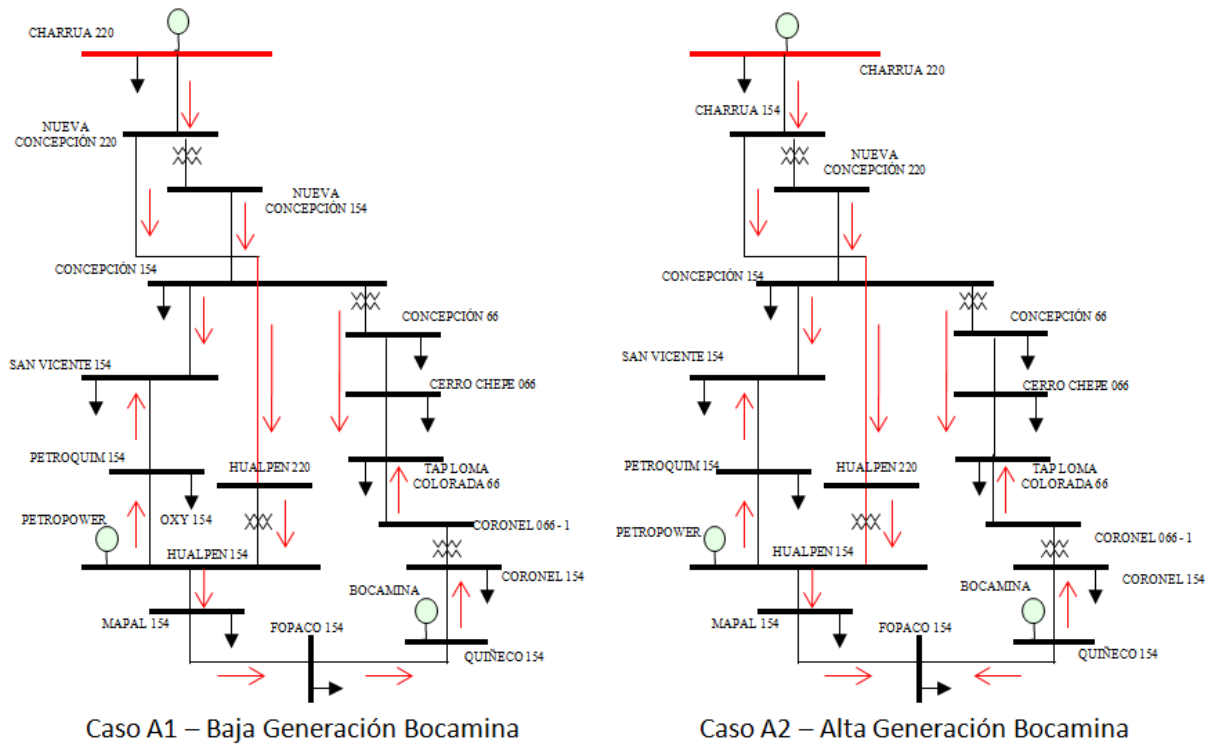 CHARRUA 220
NUEVA
CONCEPCIÓN 220
NUEVA
CONCEPCIÓN 154
CONCEPCIÓN 154
CONCEPCIÓN 66
SAN VICENTE 154
CERRO CHEPE 066
PETROQUIM 154
HUALPEN 220
TAP LOMA
COLORADA 66
PETROPOWER
OXY 154
CORONEL 066 - 1
HUALPEN 154
CORONEL 154
BOCAMINA
MAPAL 154
FOPACO 154
QUIÑECO 154
Caso A1 – Baja Generación Bocamina
CHARRUA 220
CHARRUA 154
NUEVA
CONCEPCIÓN 220
CONCEPCIÓN 154
CONCEPCIÓN 66
SAN VICENTE 154
CERRO CHEPE 066
PETROQUIM 154
HUALPEN 220
TAP LOMA
COLORADA 66
PETROPOWER
CORONEL 066 - 1
HUALPEN 154
CORONEL 154
BOCAMINA
MAPAL 154
FOPACO 154
QUIÑECO 154
Caso A2 – Alta Generación Bocamina